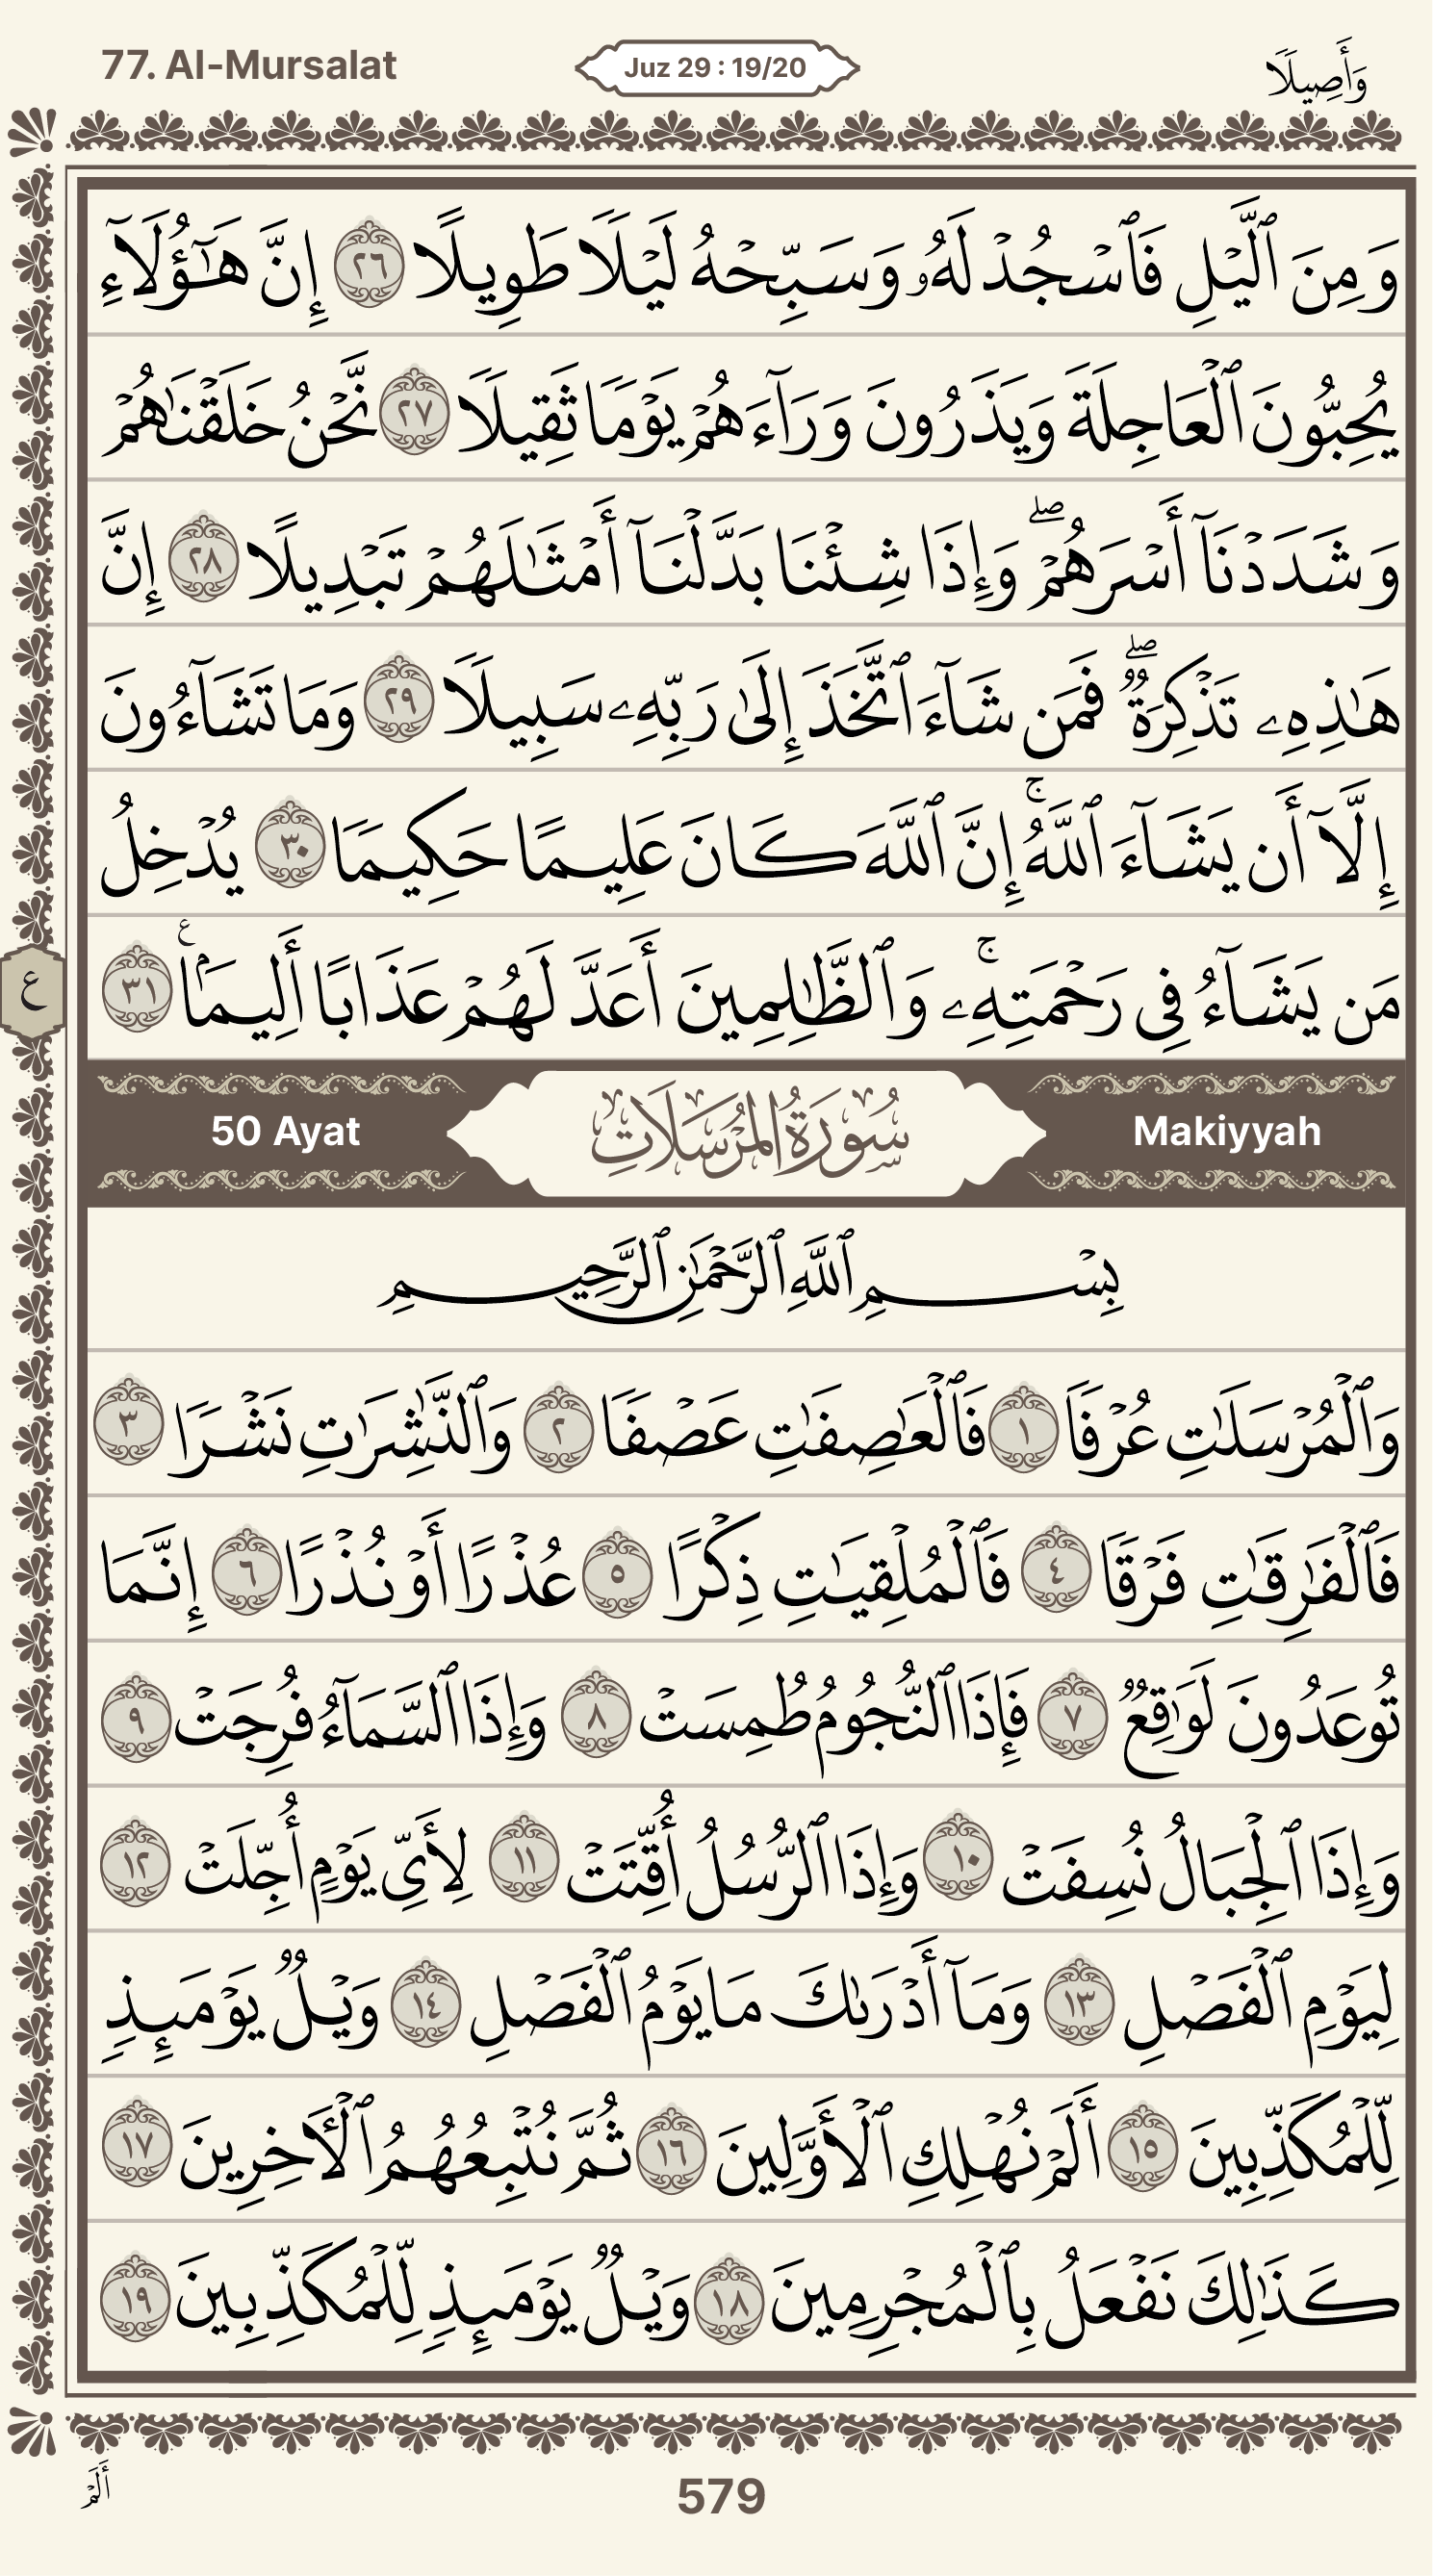 77. Al-Mursalat
Juz 29 : 19/20
وَأَصِيلًا
وَمِنَ ٱلَّيۡلِ فَٱسۡجُدۡ لَهُۥ وَسَبِّحۡهُ لَيۡلٗا طَوِيلًا ٢٦ إِنَّ هَٰٓؤُلَآءِ
يُحِبُّونَ ٱلۡعَاجِلَةَ وَيَذَرُونَ وَرَآءَهُمۡ يَوۡمٗا ثَقِيلٗا ٢٧ نَّحۡنُ خَلَقۡنَٰهُمۡ
وَشَدَدۡنَآ أَسۡرَهُمۡۖ وَإِذَا شِئۡنَا بَدَّلۡنَآ أَمۡثَٰلَهُمۡ تَبۡدِيلًا ٢٨ إِنَّ
هَٰذِهِۦ تَذۡكِرَةٞۖ فَمَن شَآءَ ٱتَّخَذَ إِلَىٰ رَبِّهِۦ سَبِيلٗا ٢٩ وَمَا تَشَآءُونَ
إِلَّآ أَن يَشَآءَ ٱللَّهُۚ إِنَّ ٱللَّهَ كَانَ عَلِيمًا حَكِيمٗا ٣٠ يُدۡخِلُ
ع
مَن يَشَآءُ فِي رَحۡمَتِهِۦۚ وَٱلظَّٰلِمِينَ أَعَدَّ لَهُمۡ عَذَابًا أَلِيمَۢاۚ ع ٣١
Makiyyah
سُورَةُ المُرۡسَلَاتِ
50 Ayat
بِسۡمِ ٱللَّهِ ٱلرَّحۡمَٰنِ ٱلرَّحِيمِ
وَٱلۡمُرۡسَلَٰتِ عُرۡفٗا ١ فَٱلۡعَٰصِفَٰتِ عَصۡفٗا ٢ وَٱلنَّٰشِرَٰتِ نَشۡرٗا ٣
فَٱلۡفَٰرِقَٰتِ فَرۡقٗا ٤ فَٱلۡمُلۡقِيَٰتِ ذِكۡرًا ٥ عُذۡرًا أَوۡ نُذۡرًا ٦ إِنَّمَا
تُوعَدُونَ لَوَٰقِعٞ ٧ فَإِذَا ٱلنُّجُومُ طُمِسَتۡ ٨ وَإِذَا ٱلسَّمَآءُ فُرِجَتۡ ٩
وَإِذَا ٱلۡجِبَالُ نُسِفَتۡ ١٠ وَإِذَا ٱلرُّسُلُ أُقِّتَتۡ ١١ لِأَيِّ يَوۡمٍ أُجِّلَتۡ ١٢
لِيَوۡمِ ٱلۡفَصۡلِ ١٣ وَمَآ أَدۡرَىٰكَ مَا يَوۡمُ ٱلۡفَصۡلِ ١٤ وَيۡلٞ يَوۡمَئِذٖ
لِّلۡمُكَذِّبِينَ ١٥ أَلَمۡ نُهۡلِكِ ٱلۡأَوَّلِينَ ١٦ ثُمَّ نُتۡبِعُهُمُ ٱلۡأٓخِرِينَ ١٧
كَذَٰلِكَ نَفۡعَلُ بِٱلۡمُجۡرِمِينَ ١٨ وَيۡلٞ يَوۡمَئِذٖ لِّلۡمُكَذِّبِينَ ١٩
أَلَمۡ
579